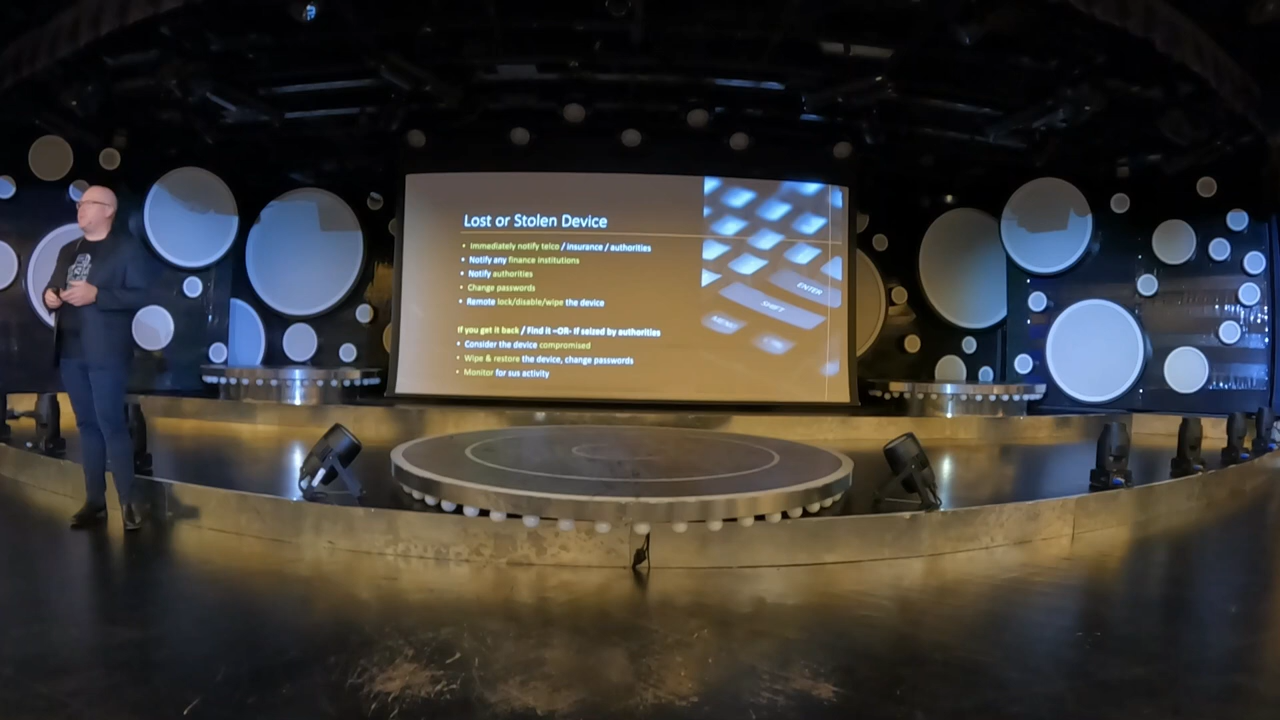 Lost or Stolen Device
• Immediately notify telco / insurance / authorities
• Notify any finance institutions
• Notify authorities
• Change passwords
• Remote lock/disable/wipe the device
If you get it back / Find it –OR- If seized by authorities
• Consider the device compromised
• Wipe & restore the device, change passwords
• Monitor for sus activity
ENTER
SHIFT
MENU